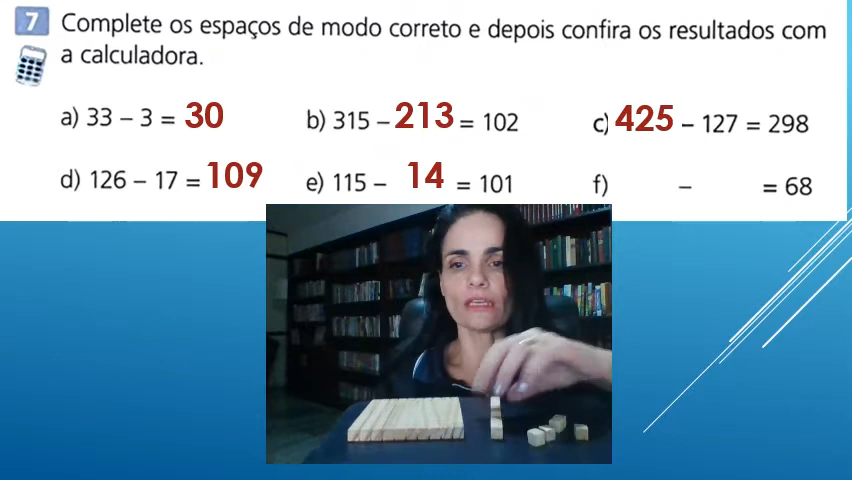 7 Complete os espaços de modo correto e depois confira os resultados com
a calculadora.
a) 33 – 3 = 30 b) 315 – 213 = 102 c) 425 – 127 = 298
d) 126 – 17 = 109 e) 115 – 14 = 101 f) – = 68